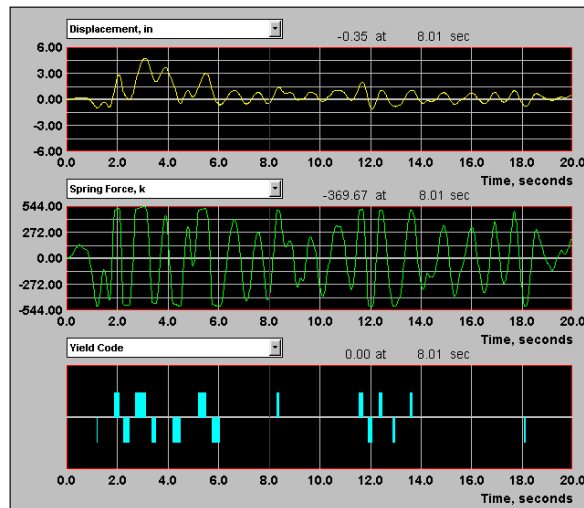 Displacement, in
-0.35 at 8.01 sec
6.00
3.00
0.00
-3.00
-6.00
0.0 2.0 4.0 6.0 8.0 10.0 12.0 14.0 16.0 18.0 20.0
Time, seconds
Spring Force, k
-369.67 at 8.01 sec
544.00
272.00
0.00
-272.00
-544.00
0.0 2.0 4.0 6.0 8.0 10.0 12.0 14.0 16.0 18.0 20.0
Time, seconds
Yield Code
0.00 at 8.01 sec
0.0 2.0 4.0 6.0 8.0 10.0 12.0 14.0 16.0 18.0 20.0
Time, seconds